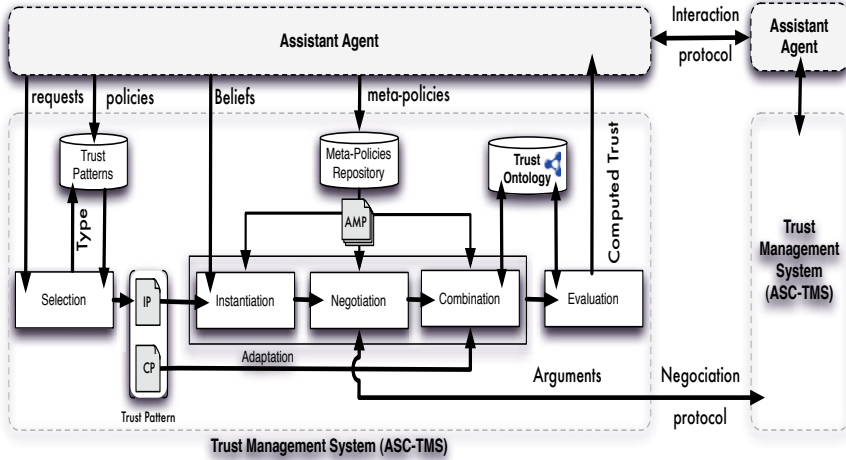 Assistant Agent
Interaction
protocol
Assistant
Agent
requests
policies
Beliefs
meta-policies
Computed Trust
Trust
Patterns
Meta-Policies
Repository
Trust
Ontology
Type
AMP
Selection
IP
Instantiation
Negotiation
Combination
Evaluation
Trust
Management
System
(ASC-TMS)
CP
Adaptation
Arguments
Negociation
protocol
Trust Pattern
Trust Management System (ASC-TMS)